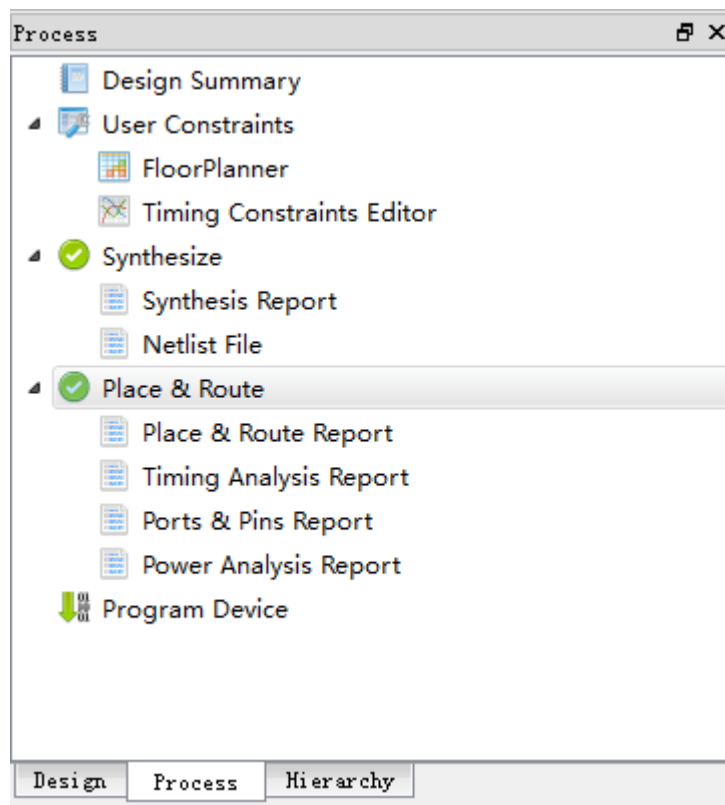 Process
Design Summary
User Constraints
FloorPlanner
Timing Constraints Editor
Synthesize
Synthesis Report
Netlist File
Place & Route
Place & Route Report
Timing Analysis Report
Ports & Pins Report
Power Analysis Report
Program Device
Design Process Hierarchy